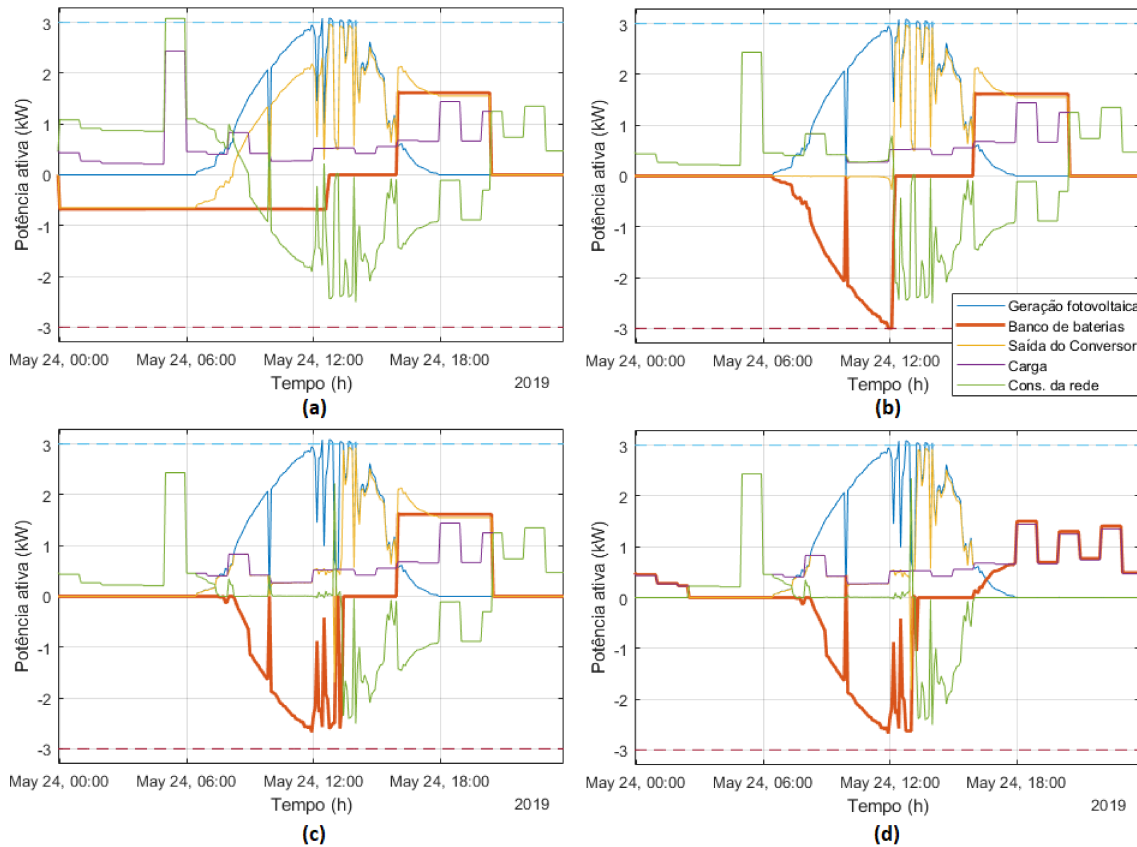 3
2
1
0
-1
-2
-3
Potência ativa (kW)
May 24, 00:00
May 24, 06:00
May 24, 12:00
May 24, 18:00
Tempo (h)
2019
(a)
3
2
1
0
-1
-2
-3
Potência ativa (kW)
May 24, 00:00
May 24, 06:00
May 24, 12:00
Tempo (h)
Geração fotovoltaica
Banco de baterias
Saída do Conversor
Carga
Cons. da rede
(b)
3
2
1
0
-1
-2
-3
Potência ativa (kW)
May 24, 00:00
May 24, 06:00
May 24, 12:00
May 24, 18:00
Tempo (h)
2019
(c)
3
2
1
0
-1
-2
-3
Potência ativa (kW)
May 24, 00:00
May 24, 06:00
May 24, 12:00
May 24, 18:00
Tempo (h)
2019
(d)